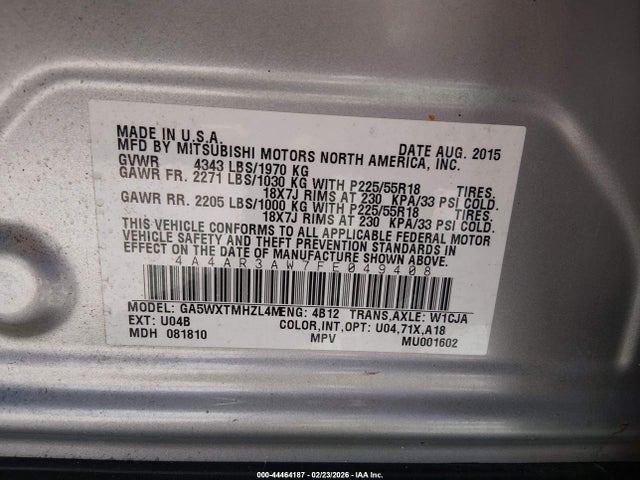 MADE IN U.S.A. DATE AUG. 2015
MFD BY MITSUBISHI MOTORS NORTH AMERICA, INC.
GVWR 4343 LBS/1970 KG
GAWR FR. 2271 LBS/1030 KG WITH P225/55R18 TIRES.
18X7J RIMS AT 230 KPA/33 PSI COLD.
GAWR RR. 2205 LBS/1000 KG WITH P225/55R18 TIRES.
18X7J RIMS AT 230 KPA/33 PSI COLD.
THIS VEHICLE CONFORMS TO ALL APPLICABLE FEDERAL MOTOR
VEHICLE SAFETY AND THEFT PREVENTION STANDARDS IN
EFFECT ON THE DATE OF MANUFACTURE SHOWN ABOVE.
4A4AR3AW7FE049408
MODEL: GA5WXTMHZL4M ENG: 4B12 TRANS,AXLE: W1CJA
EXT: U04B COLOR,INT,OPT: U04,71X,A18
MDH 081810 MPV MU001602
000-44464187 - 02/23/2026 - IAA Inc.